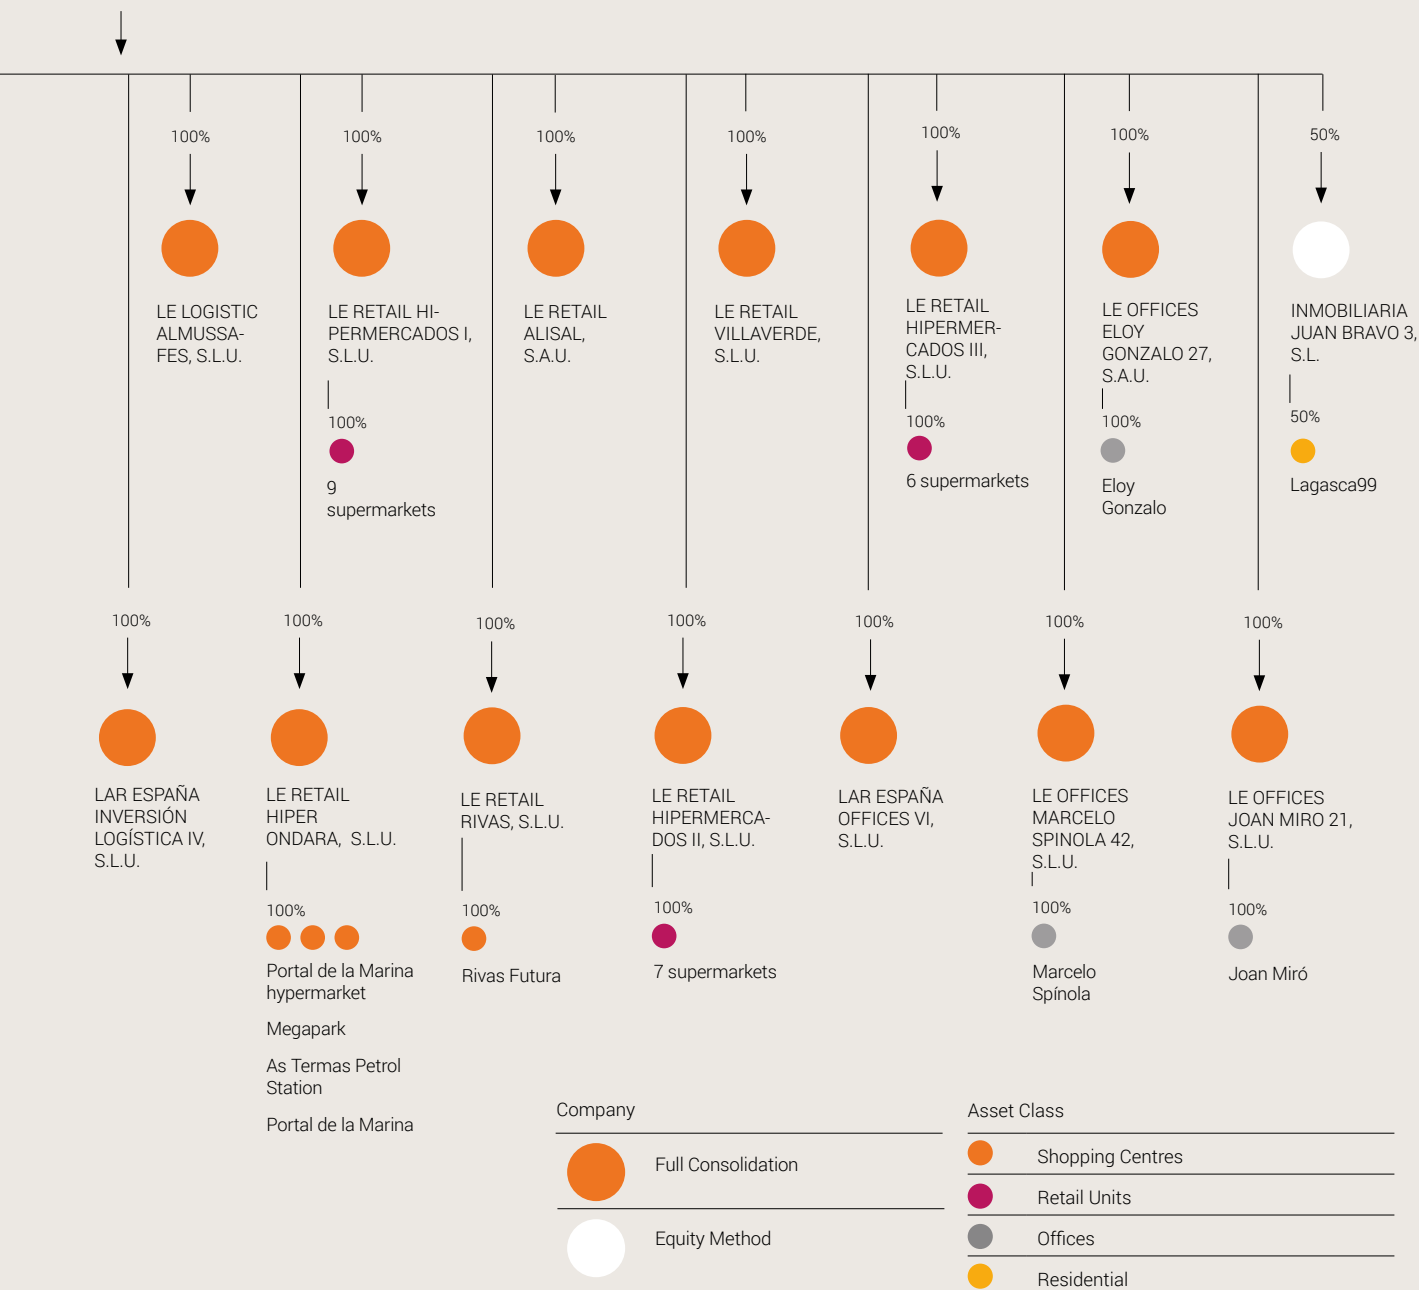 100%
100%
100%
100%
100%
100%
50%
LE LOGISTIC
ALMUSSA-
FES, S.L.U.
LE RETAIL HI-
PERMERCADOS I,
S.L.U.
100%
9
supermarkets
LE RETAIL
ALISAL,
S.A.U.
LE RETAIL
VILLAVERDE,
S.L.U.
LE RETAIL
HIPERMER-
CADOS III,
S.L.U.
100%
6 supermarkets
LE OFFICES
ELOY
GONZALO 27,
S.A.U.
100%
Eloy
Gonzalo
INMOBILIARIA
JUAN BRAVO 3,
S.L.
50%
Lagasca99
100%
100%
100%
100%
100%
100%
100%
LAR ESPAÑA
INVERSIÓN
LOGÍSTICA IV,
S.L.U.
LE RETAIL
HIPER
ONDARA, S.L.U.
100%
Portal de la Marina
hypermarket
Megapark
As Termas Petrol
Station
Portal de la Marina
LE RETAIL
RIVAS, S.L.U.
100%
Rivas Futura
LE RETAIL
HIPERMERCA-
DOS II, S.L.U.
100%
7 supermarkets
LAR ESPAÑA
OFFICES VI,
S.L.U.
LE OFFICES
MARCELO
SPINOLA 42,
S.L.U.
100%
Marcelo
Spínola
LE OFFICES
JOAN MIRO 21,
S.L.U.
100%
Joan Miró
Company
Full Consolidation
Equity Method
Asset Class
Shopping Centres
Retail Units
Offices
Residential